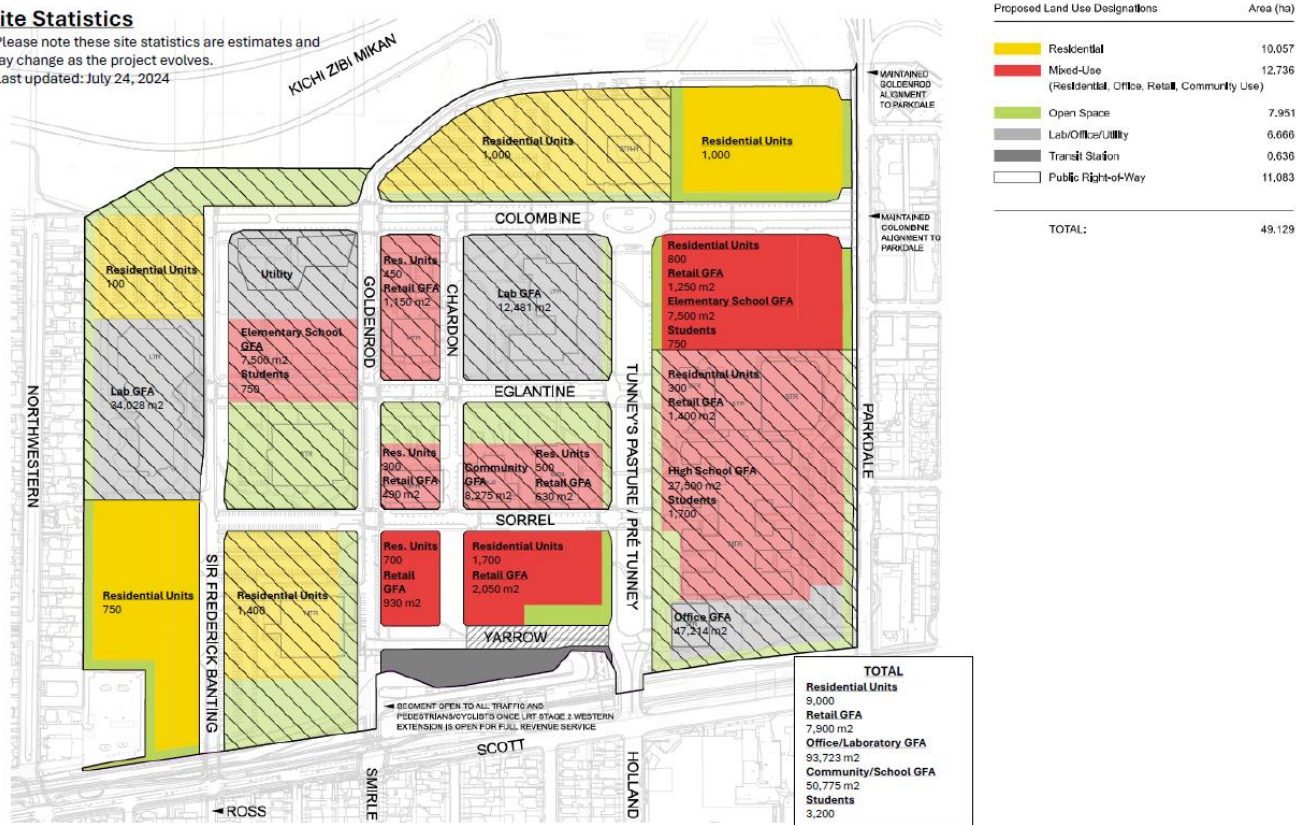 ite Statistics
Please note these site statistics are estimates and
ay change as the project evolves.
Last updated: July 24, 2024
KICHI ZIBI MIKAN
Proposed Land Use Designations Area (ha)
Residential 10.057
Mixed-Use 12.736
(Residential, Office, Retail, Community Use)
Open Space 7.951
Lab/Office/Utility 6.666
Transit Station 0.636
Public Right-of-Way 11.083
TOTAL: 49.129
MAINTAINED
GOLDENROD
ALIGNMENT
TO PARKDALE
Residential Units
1,000
Residential Units
1,000
COLOMBINE
MAINTAINED
COLOMBINE
ALIGNMENT TO
PARKDALE
Residential Units
100
Utility
Elementary School
GFA
7,500 m2
Students
750
GOLDENROD
Res. Units
450
Retail GFA
1,150 m2
CHARDON
Lab GFA
12,481 m2
Residential Units
800
Retail GFA
1,250 m2
Elementary School GFA
7,500 m2
Students
750
Lab GFA
34,028 m2
NORTHWESTERN
EGLANTINE
TUNNEY'S PASTURE / PRÉ TUNNEY
Residential Units
300
Retail GFA
1,400 m2
High School GFA
27,500 m2
Students
1,700
PARKDALE
Res. Units
300
Retail GFA
490 m2
Community
GFA
8,275 m2
Res. Units
500
Retail GFA
630 m2
SORREL
Residential Units
750
SIR FREDERICK BANTING
Residential Units
1,400
Res. Units
700
Retail
GFA
930 m2
Residential Units
1,700
Retail GFA
2,050 m2
Office GFA
47,214 m2
YARROW
SEGMENT OPEN TO ALL TRAFFIC AND
PEDESTRIANS/CYCLISTS ONCE LRT STAGE 2 WESTERN
EXTENSION IS OPEN FOR FULL REVENUE SERVICE
SCOTT
ROSS
SMIRLE
HOLLAND
TOTAL
Residential Units
9,000
Retail GFA
7,900 m2
Office/Laboratory GFA
93,723 m2
Community/School GFA
50,775 m2
Students
3,200